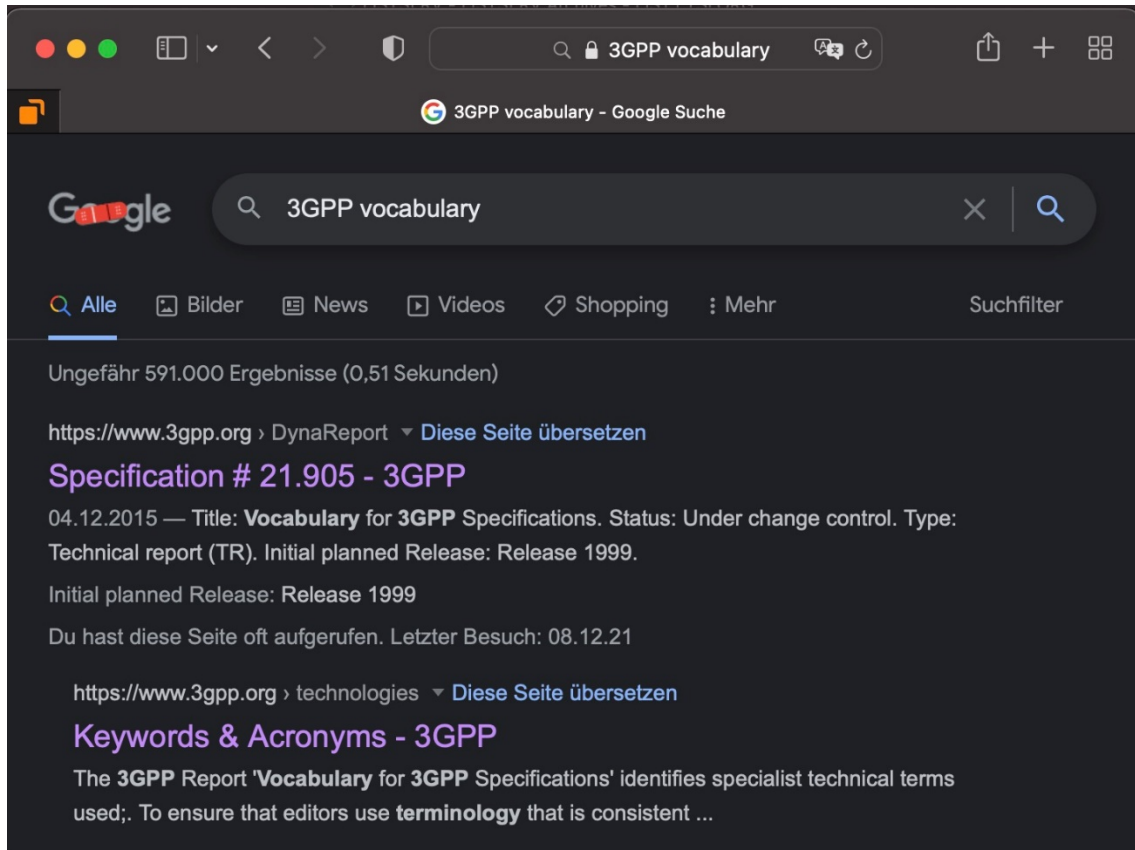 3GPP vocabulary
3GPP vocabulary - Google Suche
Google
3GPP vocabulary
Alle Bilder News Videos Shopping Mehr Suchfilter
Ungefähr 591.000 Ergebnisse (0,51 Sekunden)
https://www.3gpp.org › DynaReport ▾ Diese Seite übersetzen
Specification # 21.905 - 3GPP
04.12.2015 — Title: Vocabulary for 3GPP Specifications. Status: Under change control. Type:
Technical report (TR). Initial planned Release: Release 1999.
Initial planned Release: Release 1999
Du hast diese Seite oft aufgerufen. Letzter Besuch: 08.12.21
https://www.3gpp.org › technologies ▾ Diese Seite übersetzen
Keywords & Acronyms - 3GPP
The 3GPP Report 'Vocabulary for 3GPP Specifications' identifies specialist technical terms
used;. To ensure that editors use terminology that is consistent ...